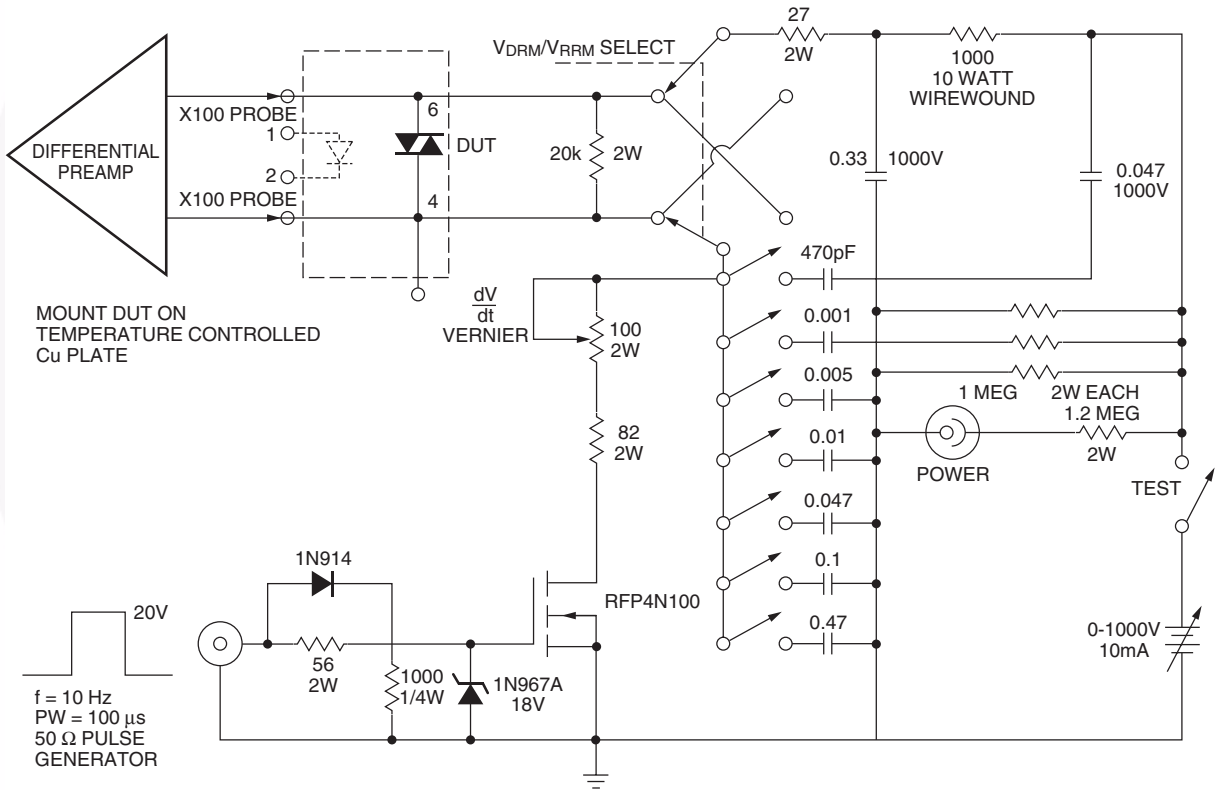 27
2W
V_DRM/V_RRM SELECT
1000
10 WATT
WIREWOUND
X100 PROBE
6
DIFFERENTIAL
PREAMP
1
2
DUT
20k
2W
0.33
1000V
0.047
1000V
X100 PROBE
4
470pF
MOUNT DUT ON
TEMPERATURE CONTROLLED
Cu PLATE
dV
dt
VERNIER
100
2W
0.001
0.005
1 MEG
2W EACH
1.2 MEG
82
2W
0.01
POWER
2W
TEST
0.047
1N914
0.1
RFP4N100
20V
0.47
0-1000V
10mA
56
2W
1000
1/4W
1N967A
18V
f = 10 Hz
PW = 100 μs
50 Ω PULSE
GENERATOR